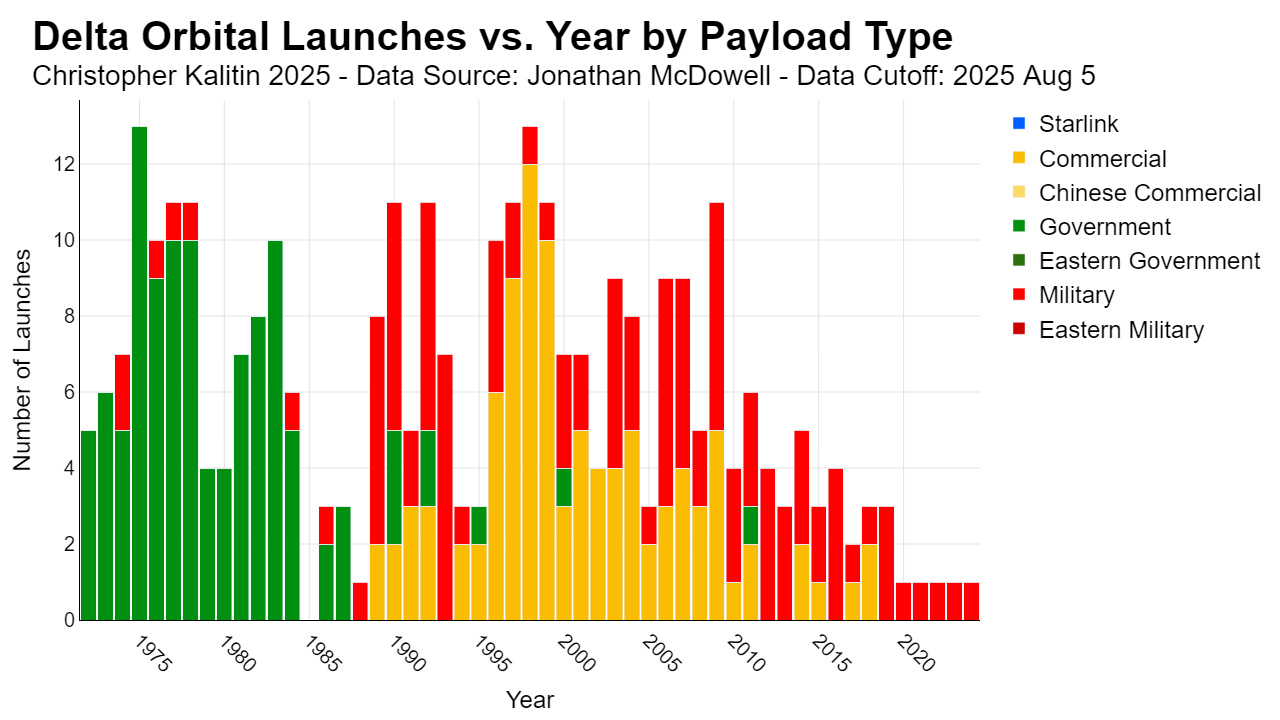 Delta Orbital Launches vs. Year by Payload Type
Christopher Kalitin 2025 - Data Source: Jonathan McDowell - Data Cutoff: 2025 Aug 5
Starlink
Commercial
Chinese Commercial
Government
Eastern Government
Military
Eastern Military
Number of Launches
12
10
8
6
4
2
0
1975
1980
1985
1990
1995
2000
2005
2010
2015
2020
Year